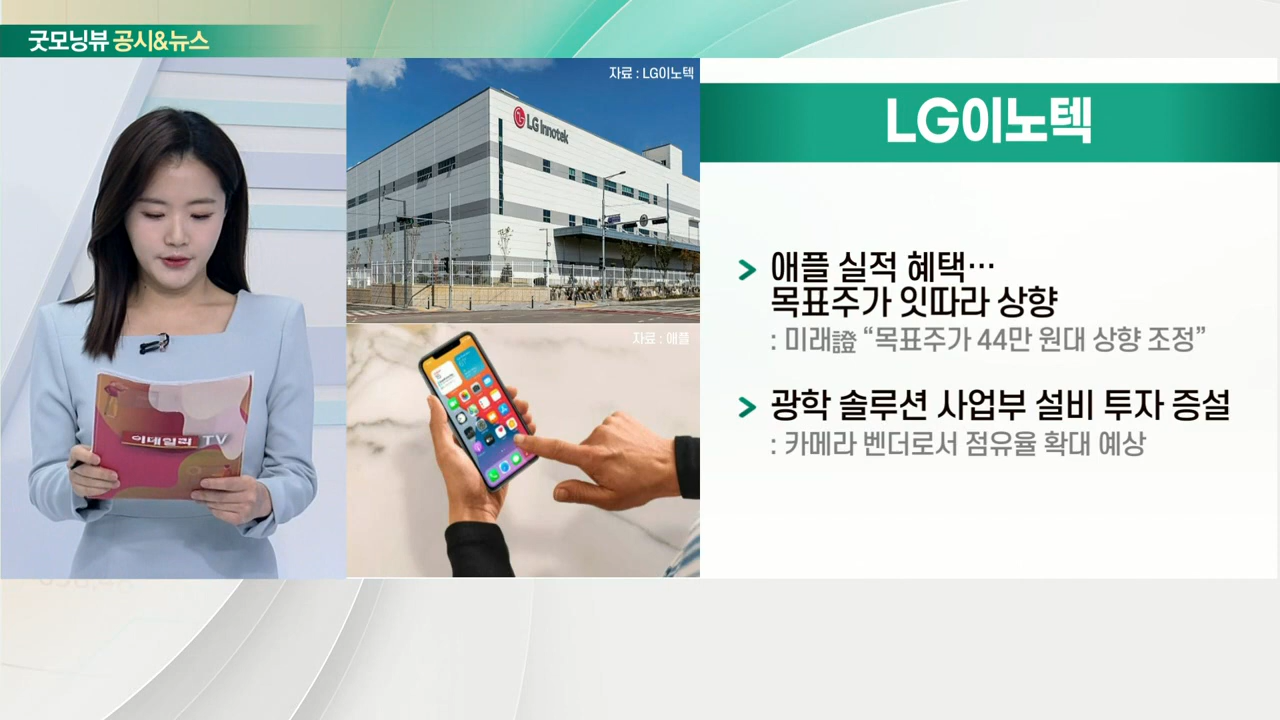 굿모닝뷰 공시&뉴스
자료 : LG이노텍
LG Innotek
자료 : 애플
이데일리 TV
LG이노텍
애플 실적 혜택…
목표주가 잇따라 상향
: 미래證 “목표주가 44만 원대 상향 조정”
광학 솔루션 사업부 설비 투자 증설
: 카메라 벤더로서 점유율 확대 예상